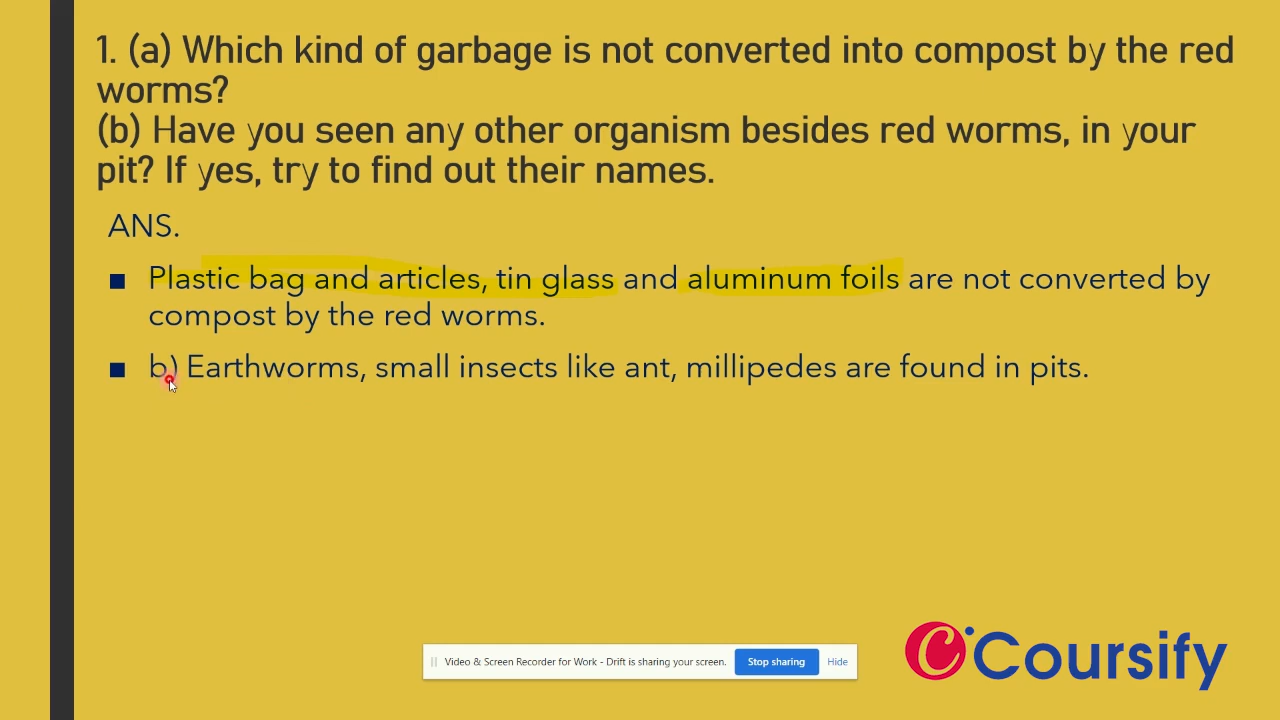 1. (a) Which kind of garbage is not converted into compost by the red
worms?
(b) Have you seen any other organism besides red worms, in your
pit? If yes, try to find out their names.
ANS.
■ Plastic bag and articles, tin glass and aluminum foils are not converted by
compost by the red worms.
■ b) Earthworms, small insects like ant, millipedes are found in pits.
Video & Screen Recorder for Work - Drift is sharing your screen. Stop sharing Hide
Coursify